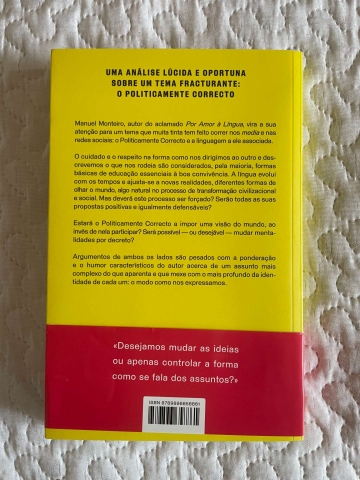 UMA ANÁLISE LÚCIDA E OPORTUNA
SOBRE UM TEMA FRACTURANTE:
O POLITICAMENTE CORRECTO
Manuel Monteiro, autor do aclamado Por Amor à Língua, vira a sua
atenção para um tema que muita tinta tem feito correr nos media e nas
redes sociais: o Politicamente Correcto e a linguagem a ele associada.
O cuidado e o respeito na forma como nos dirigimos ao outro e des-
crevemos o que nos rodeia são considerados, pela maioria, formas
básicas de educação essenciais à boa convivência. A língua evolui
com os tempos e ajusta-se a novas realidades, diferentes formas de
olhar o mundo, algo natural no processo de transformação civilizacional
e social. Mas deverá este processo ser forçado? Serão todas as suas
propostas positivas e igualmente defensáveis?
Estará o Politicamente Correcto a impor uma visão do mundo, ao
invés de nela participar? Será possível — ou desejável — mudar menta-
lidades por decreto?
Argumentos de ambos os lados são pesados com a ponderação
e o humor característicos do autor acerca de um assunto mais
complexo do que aparenta e que mexe com o mais profundo da iden-
tidade de cada um: o modo como nos expressamos.
«Desejamos mudar as ideias
ou apenas controlar a forma
como se fala dos assuntos?»
ISBN